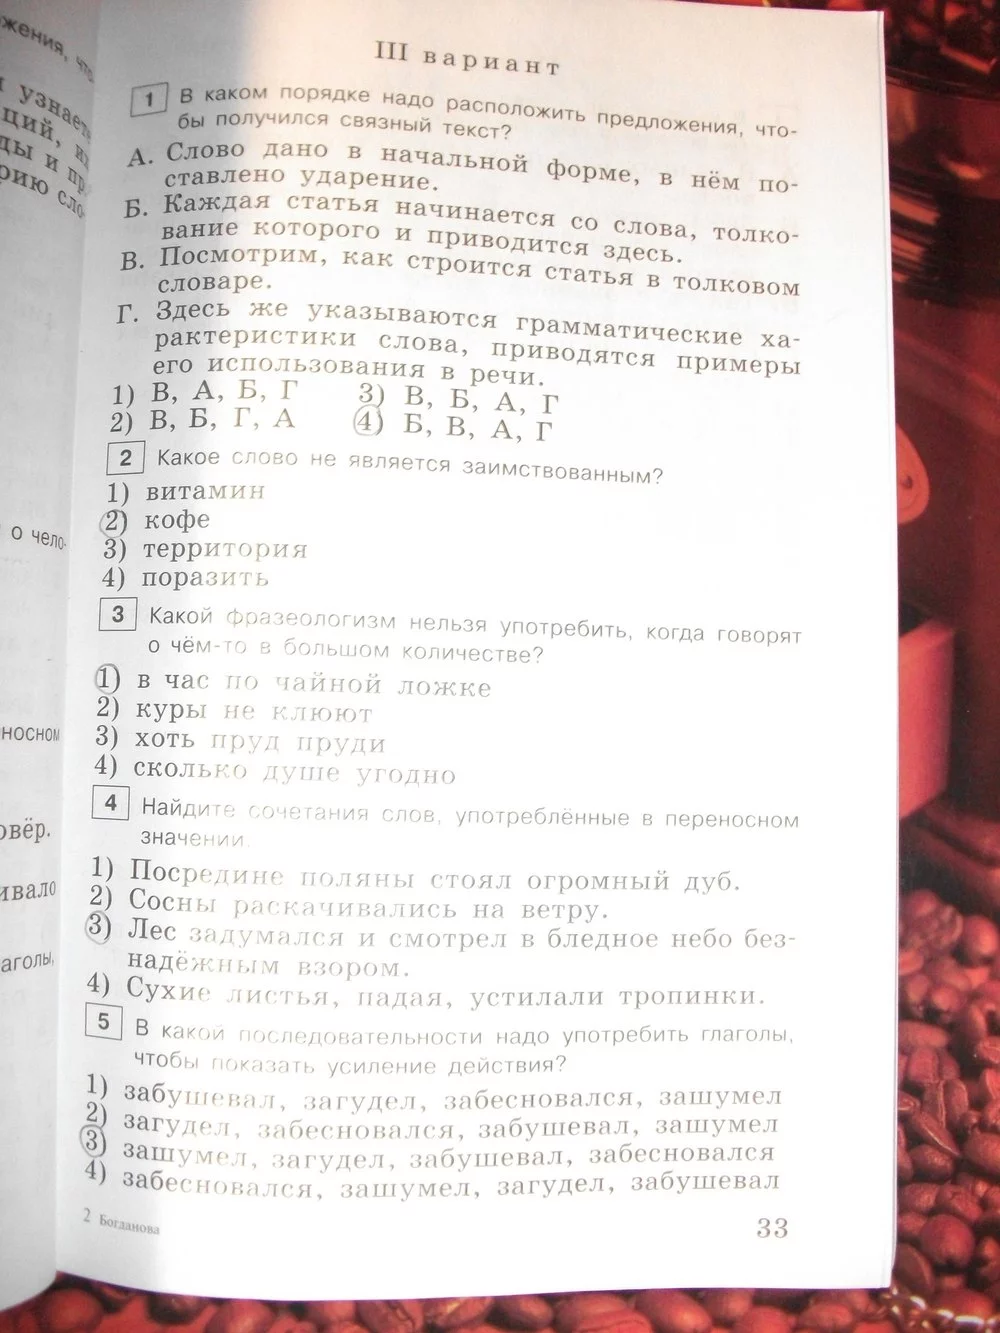 III вариант
1 В каком порядке надо расположить предложения, что-
бы получился связный текст?
А. Слово дано в начальной форме, в нём по-
ставлено ударение.
Б. Каждая статья начинается со слова, толко-
вание которого и приводится здесь.
В. Посмотрим, как строится статья в толковом
словаре.
Г. Здесь же указываются грамматические ха-
рактеристики слова, приводятся примеры
его использования в речи.
1) В, А, Б, Г 3) В, Б, А, Г
2) В, Б, Г, А 4) Б, В, А, Г
2 Какое слово не является заимствованным?
1) витамин
2) кофе
3) территория
4) поразить
3 Какой фразеологизм нельзя употребить, когда говорят
о чём-то в большом количестве?
1) в час по чайной ложке
2) куры не клюют
3) хоть пруд пруди
4) сколько душе угодно
4 Найдите сочетания слов, употреблённые в переносном
значении.
1) Посредине поляны стоял огромный дуб.
2) Сосны раскачивались на ветру.
3) Лес задумался и смотрел в бледное небо без-
надёжным взором.
4) Сухие листья, падая, устилали тропинки.
5 В какой последовательности надо употребить глаголы,
чтобы показать усиление действия?
1) забушевал, загудел, забесновался, зашумел
2) загудел, забесновался, забушевал, зашумел
3) зашумел, загудел, забушевал, забесновался
4) забесновался, зашумел, загудел, забушевал
2 Богданова
33
о чело-